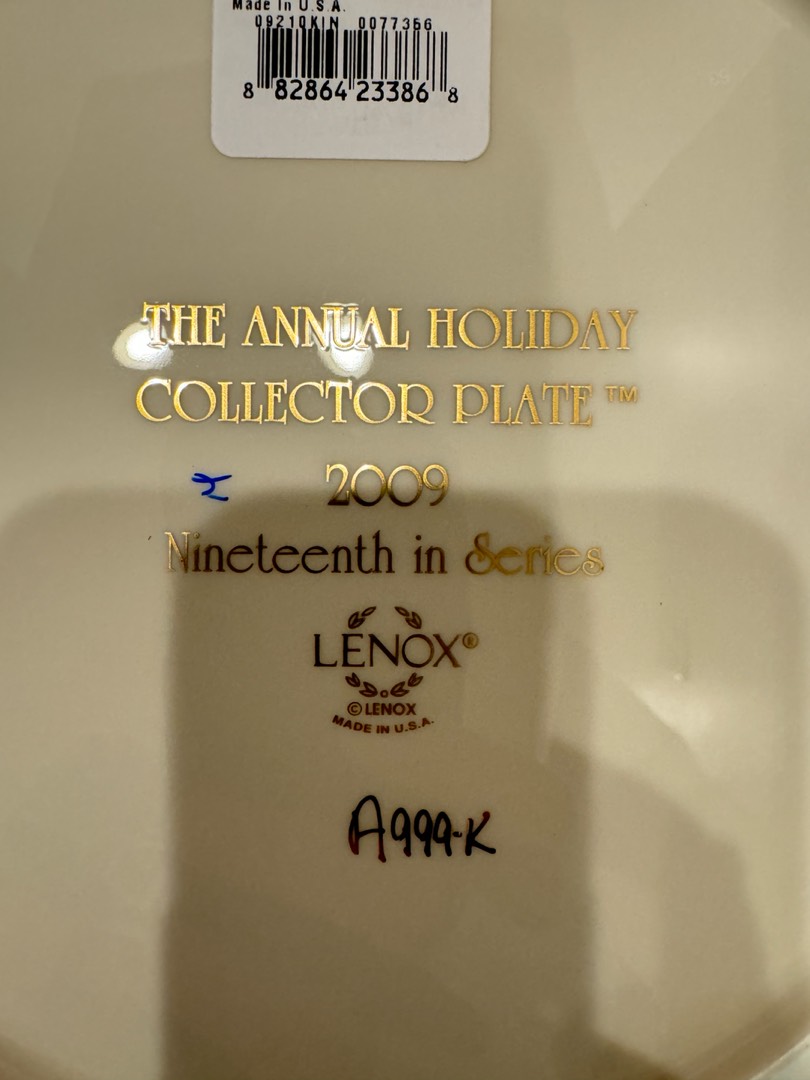 Made In U.S.A.
09210KIN 0077366
8 82864 23386 8
THE ANNUAL HOLIDAY
COLLECTOR PLATE™
2009
Nineteenth in Series
LENOX®
© LENOX
MADE IN U.S.A.
A999-K